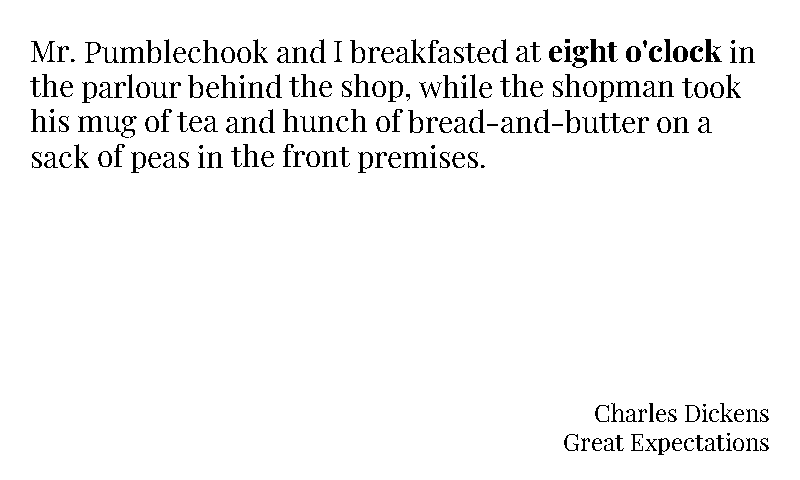 Mr. Pumblechook and I breakfasted at eight o'clock in
the parlour behind the shop, while the shopman took
his mug of tea and hunch of bread-and-butter on a
sack of peas in the front premises.
Charles Dickens
Great Expectations